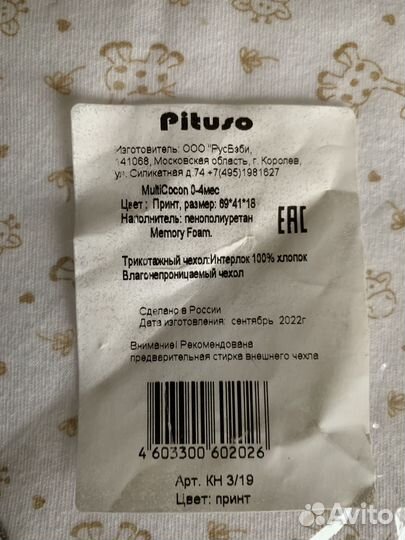 Pituso
Изготовитель: ООО "РусБэби,
141068, Московская область, г. Королев,
ул. Силикатная д.74 +7(495)1981627
MultiCocon 0-4мес
Цвет : Принт, размер: 69*41*18
Наполнитель: пенополиуретан
Memory Foam.
EAC
Трикотажный чехол:Интерлок 100% хлопок
Влагонепроницаемый чехол
Сделано в России
Дата изготовления: сентябрь 2022г
Внимание! Рекомендована
предварительная стирка внешнего чехла
4 603300 602026
Арт. КН 3/19
Цвет: принт
Avito